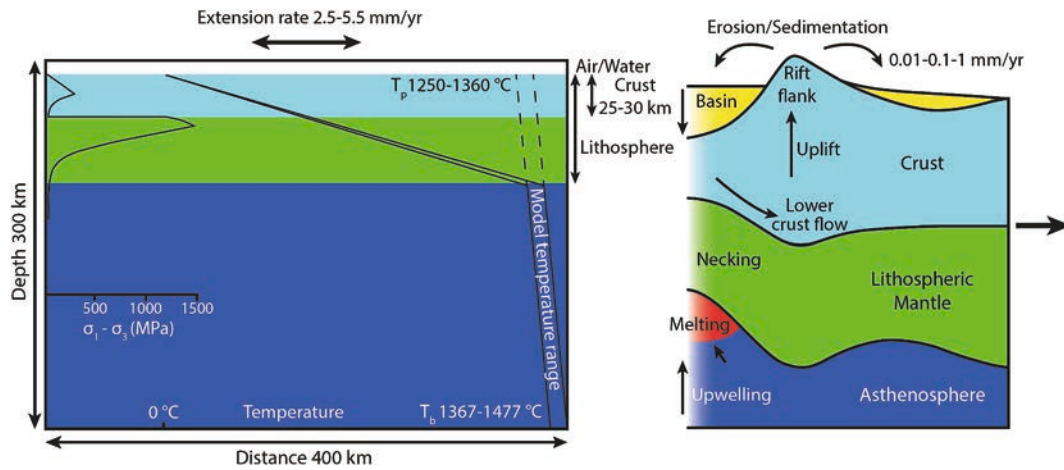 Extension rate 2.5-5.5 mm/yr
Depth 300 km
Tp 1250-1360 °C
Air/Water
Crust
25-30 km
Lithosphere
Model temperature range
500 1000 1500
σ1 - σ3 (MPa)
0 °C
Temperature
Tb 1367-1477 °C
Distance 400 km
Erosion/Sedimentation
0.01-0.1-1 mm/yr
Rift
flank
Basin
Uplift
Crust
Lower
crust flow
Necking
Lithospheric
Mantle
Melting
Upwelling
Asthenosphere